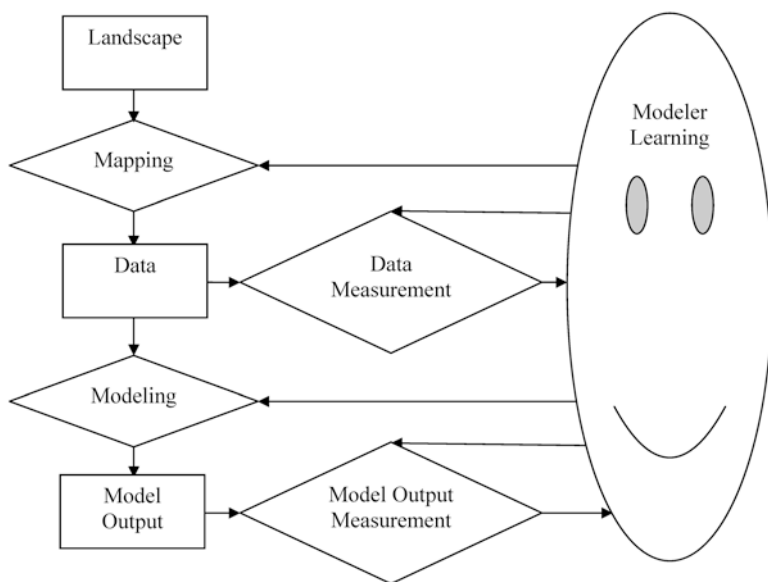 Landscape
Modeler
Learning
Mapping
Data
Data
Measurement
Modeling
Model
Output
Model Output
Measurement